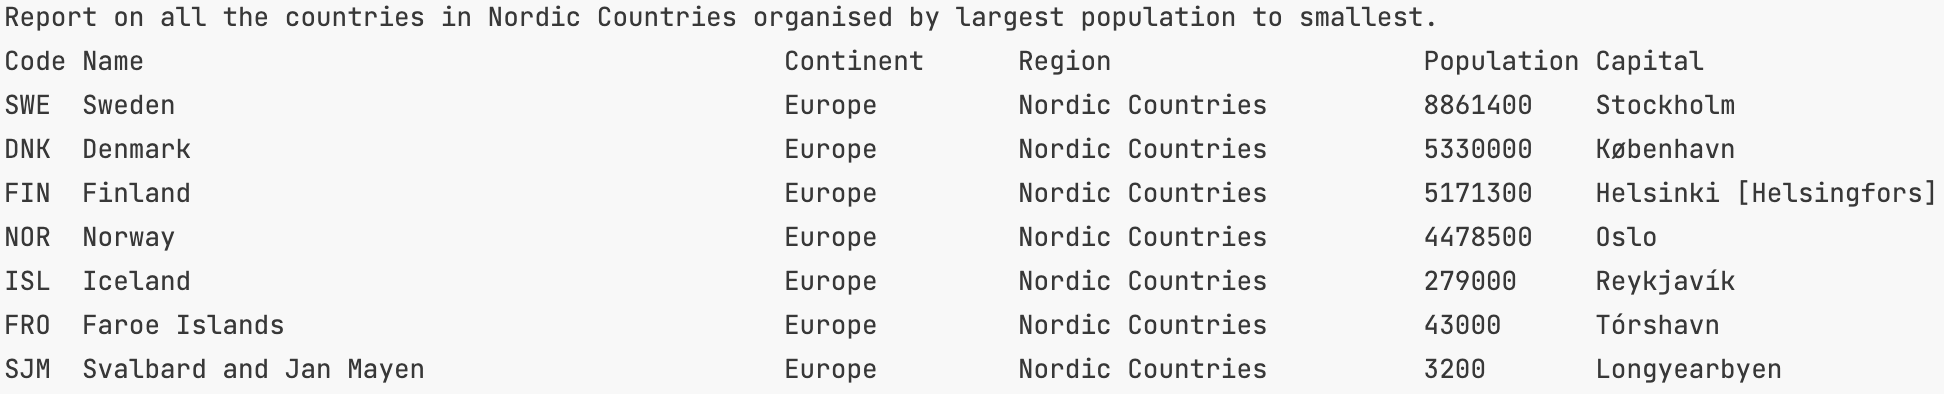 Report on all the countries in Nordic Countries organised by largest population to smallest.
Code Name Continent Region Population Capital
SWE Sweden Europe Nordic Countries 8861400 Stockholm
DNK Denmark Europe Nordic Countries 5330000 København
FIN Finland Europe Nordic Countries 5171300 Helsinki [Helsingfors]
NOR Norway Europe Nordic Countries 4478500 Oslo
ISL Iceland Europe Nordic Countries 279000 Reykjavík
FRO Faroe Islands Europe Nordic Countries 43000 Tórshavn
SJM Svalbard and Jan Mayen Europe Nordic Countries 3200 Longyearbyen